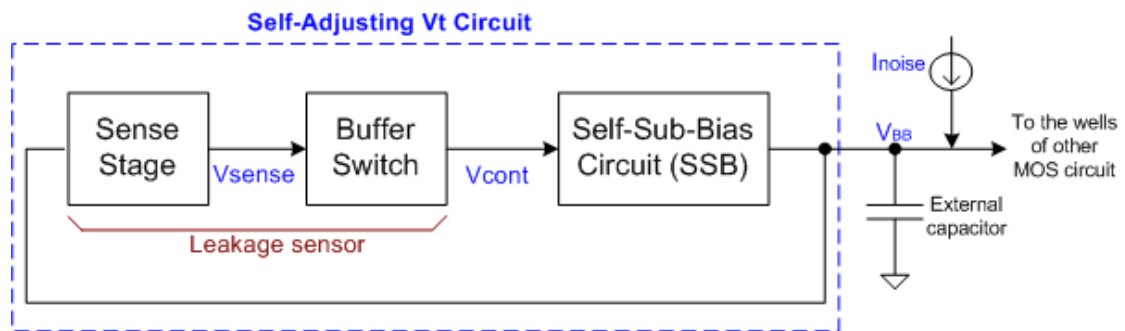 Self-Adjusting Vt Circuit
Sense
Stage
Vsense
Buffer
Switch
Vcont
Self-Sub-Bias
Circuit (SSB)
Leakage sensor
Inoise
VBB
To the wells
of other
MOS circuit
External
capacitor